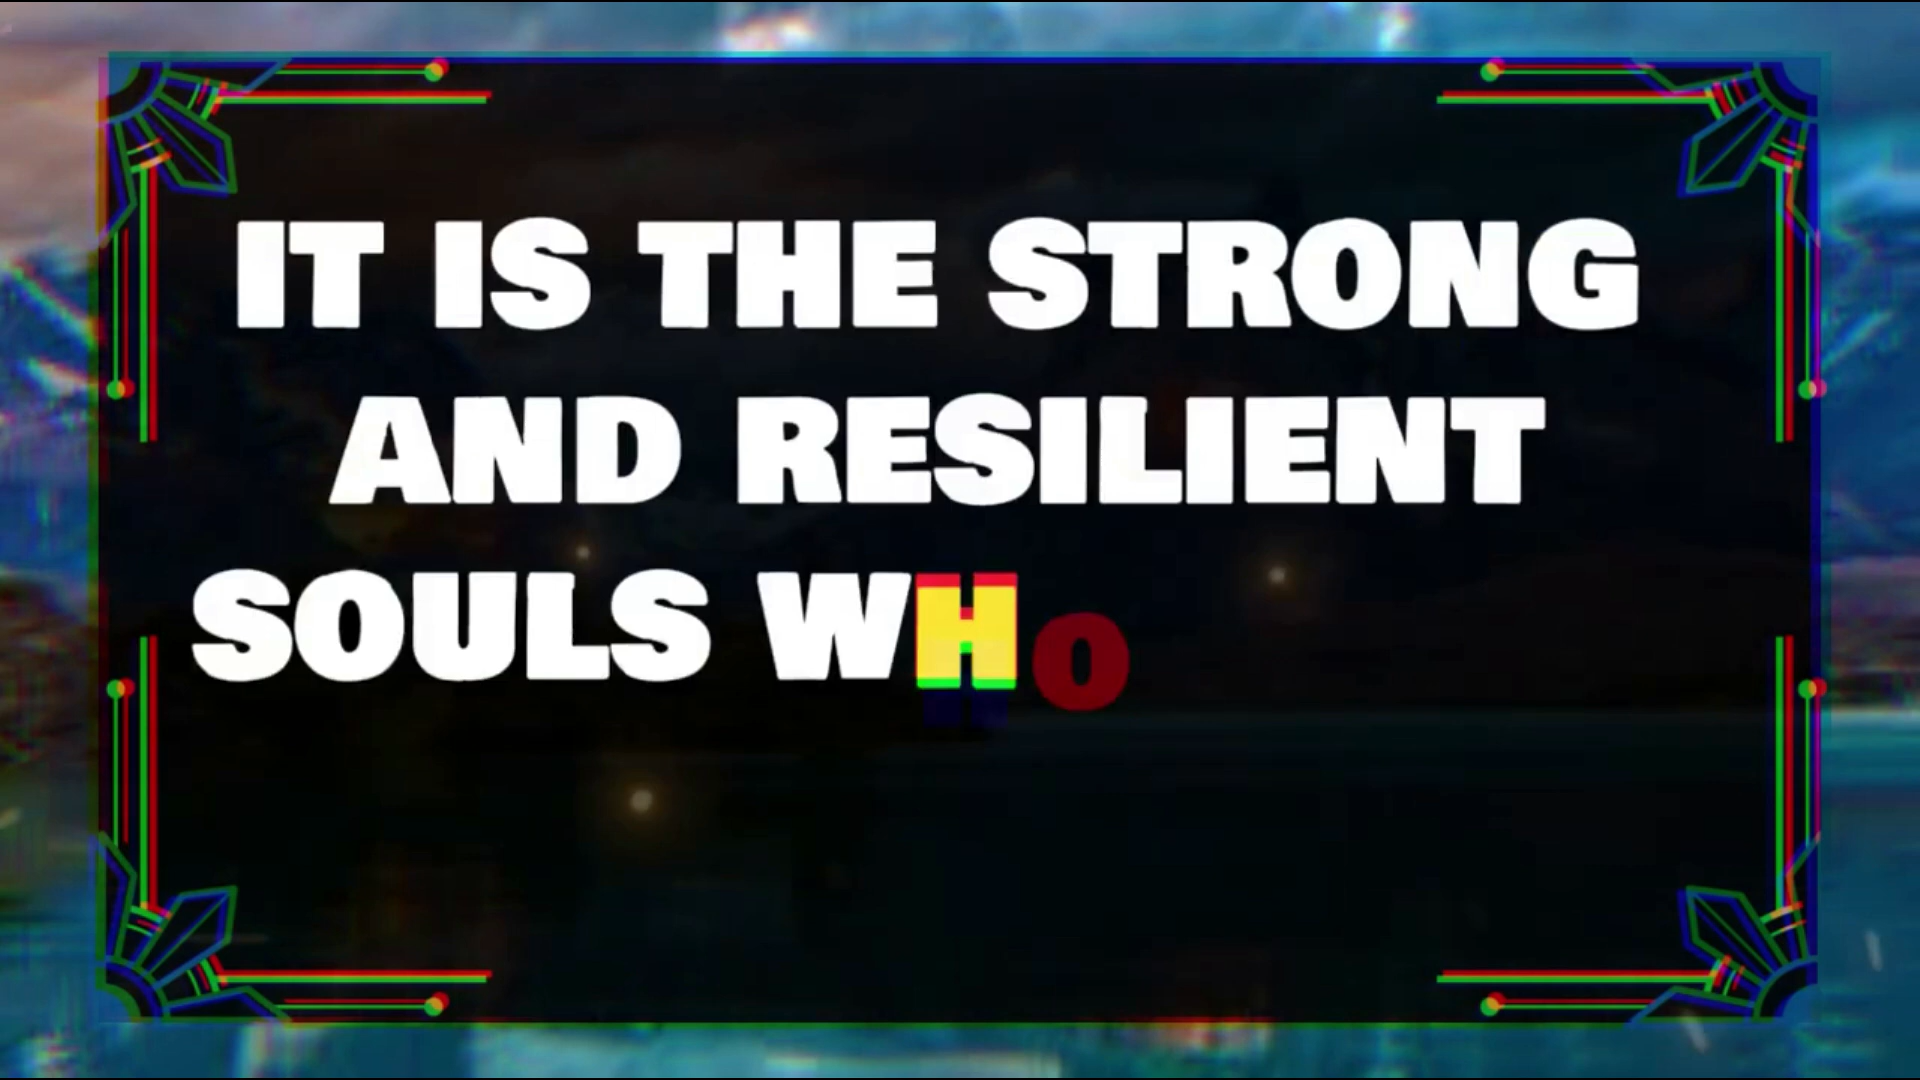 IT IS THE STRONG
AND RESILIENT
SOULS WHO